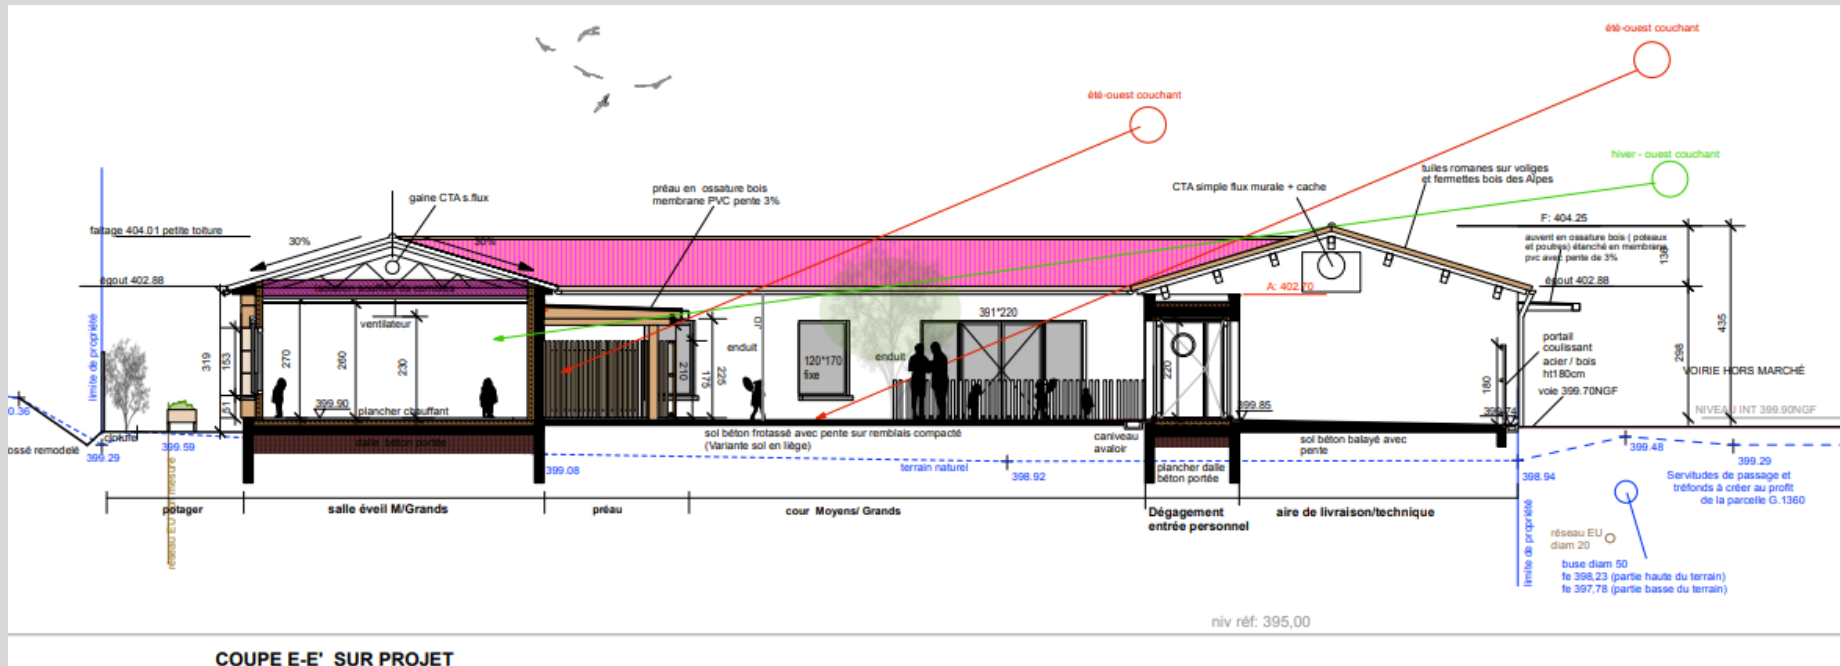 été-ouest couchant
été-ouest couchant
hiver - ouest couchant
tuiles romanes sur voliges
et fermettes bois des Alpes
CTA simple flux murale + cache
préau en ossature bois
membrane PVC pente 3%
gaine CTA s.flux
faîtage 404.01 petite toiture
30%
30%
F: 404.25
auvent en ossature bois ( poteaux
et poutres) étanché en membrane
pvc avec pente de 3%
136
égout 402.88
égout 402.88
A: 402.70
ventilateur
391*220
enduit
enduit
120*170
fixe
319
153
51
270
260
230
210
175
225
220
180
298
435
portail
coulissant
acier / bois
ht180cm
voie 399.70NGF
VOIRIE HORS MARCHÉ
NIVEAU INT 399.90NGF
limite de propriété
399.90
plancher chauffant
399.85
399.74
0.36
clôture
ossé remodelé
399.29
399.59
dalle béton portée
sol béton frotassé avec pente sur remblais compacté
(Variante sol en liège)
caniveau
avaloir
sol béton balayé avec
pente
399.08
terrain naturel
398.92
plancher dalle
béton portée
398.94
399.48
399.29
Servitudes de passage et
tréfonds à créer au profit
de la parcelle G.1360
potager
salle éveil M/Grands
préau
cour Moyens/ Grands
Dégagement
entrée personnel
aire de livraison/technique
limite de propriété
réseau EU
diam 20
buse diam 50
fe 398,23 (partie haute du terrain)
fe 397,78 (partie basse du terrain)
niv réf: 395,00
COUPE E-E' SUR PROJET